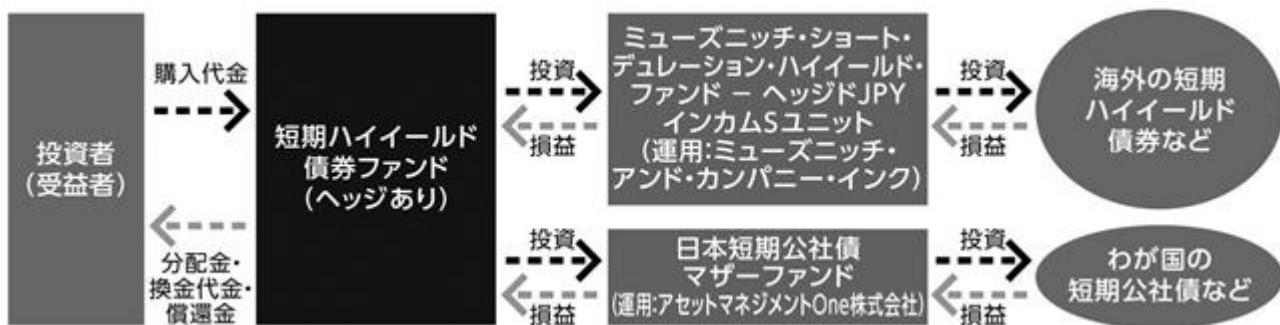 投資者
(受益者)
購入代金
分配金・
換金代金・
償還金
短期ハイイールド
債券ファンド
(ヘッジあり)
投資
損益
ミューズニッチ・ショート・
デュレーション・ハイイールド・
ファンド − ヘッジドJPY
インカムSユニット
(運用:ミューズニッチ・
アンド・カンパニー・インク)
投資
損益
海外の短期
ハイイールド
債券など
投資
損益
日本短期公社債
マザーファンド
(運用:アセットマネジメントOne株式会社)
投資
損益
わが国の
短期公社債など